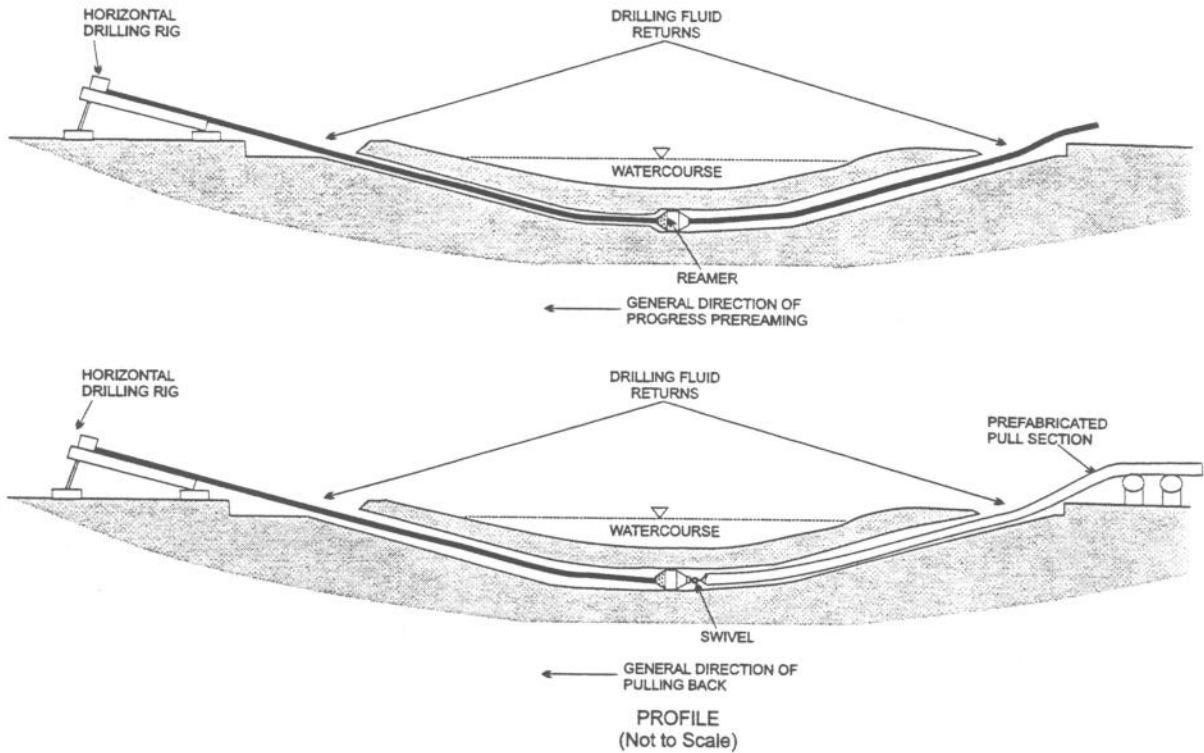 HORIZONTAL
DRILLING RIG
DRILLING FLUID
RETURNS
WATERCOURSE
REAMER
GENERAL DIRECTION OF
PROGRESS PREREAMING
HORIZONTAL
DRILLING RIG
DRILLING FLUID
RETURNS
PREFABRICATED
PULL SECTION
WATERCOURSE
SWIVEL
GENERAL DIRECTION OF
PULLING BACK
PROFILE
(Not to Scale)